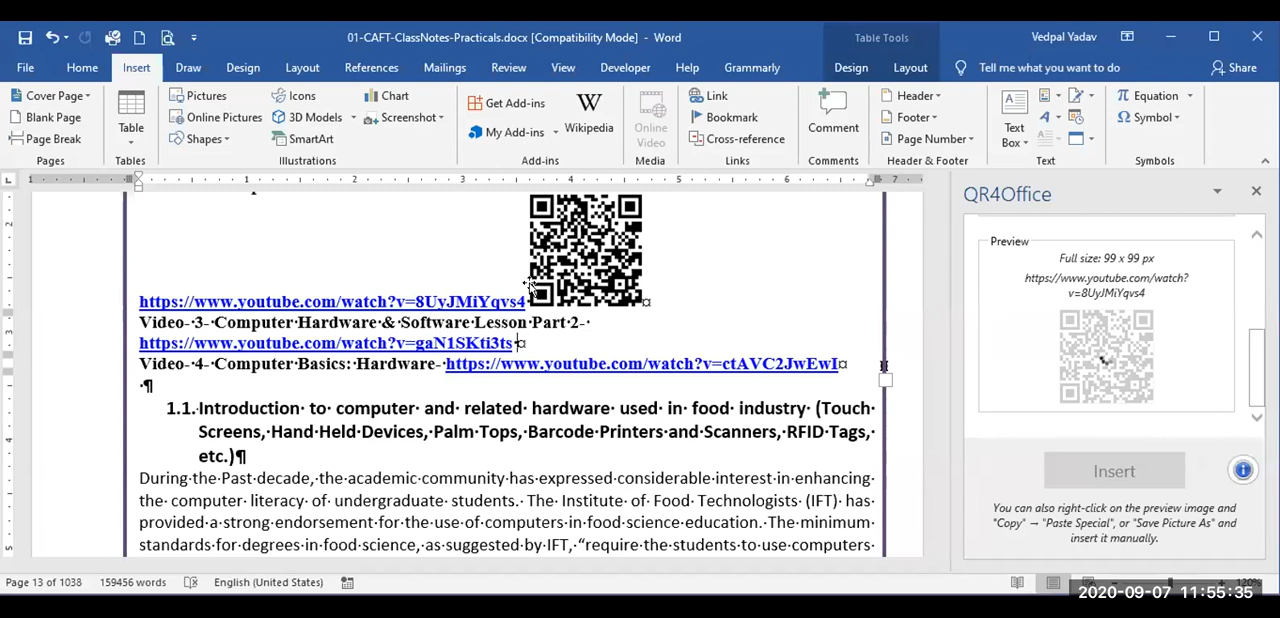 01-CAFT-ClassNotes-Practicals.docx [Compatibility Mode] - Word
Table Tools
Vedpal Yadav
File Home Insert Draw Design Layout References Mailings Review View Developer Help Grammarly Design Layout Tell me what you want to do Share
Cover Page
Blank Page
Page Break
Pages
Table
Tables
Pictures
Online Pictures
Shapes
Icons
3D Models
SmartArt
Chart
Screenshot
Illustrations
Get Add-ins
My Add-ins
Wikipedia
Add-ins
Online
Video
Media
Link
Bookmark
Cross-reference
Links
Comment
Comments
Header
Footer
Page Number
Header & Footer
Text
Box
Text
Equation
Symbol
Symbols
1 1 2 3 4 5 6 7
2
3
4
5
https://www.youtube.com/watch?v=8UyJMiYqvs4
Video- 3- Computer Hardware & Software Lesson Part 2-
https://www.youtube.com/watch?v=gaN1SKti3ts
Video- 4- Computer Basics: Hardware- https://www.youtube.com/watch?v=ctAVC2JwEwI
¶
1.1. Introduction to computer and related hardware used in food industry (Touch
Screens, Hand Held Devices, Palm Tops, Barcode Printers and Scanners, RFID Tags,
etc.)¶
During the Past decade, the academic community has expressed considerable interest in enhancing
the computer literacy of undergraduate students. The Institute of Food Technologists (IFT) has
provided a strong endorsement for the use of computers in food science education. The minimum
standards for degrees in food science, as suggested by IFT, “require the students to use computers
QR4Office
Preview
Full size: 99 x 99 px
https://www.youtube.com/watch?
v=8UyJMiYqvs4
Insert
You can also right-click on the preview image and
"Copy" → "Paste Special", or "Save Picture As" and
insert it manually.
Page 13 of 1038 159456 words English (United States) 120%
2020-09-07 11:55:35